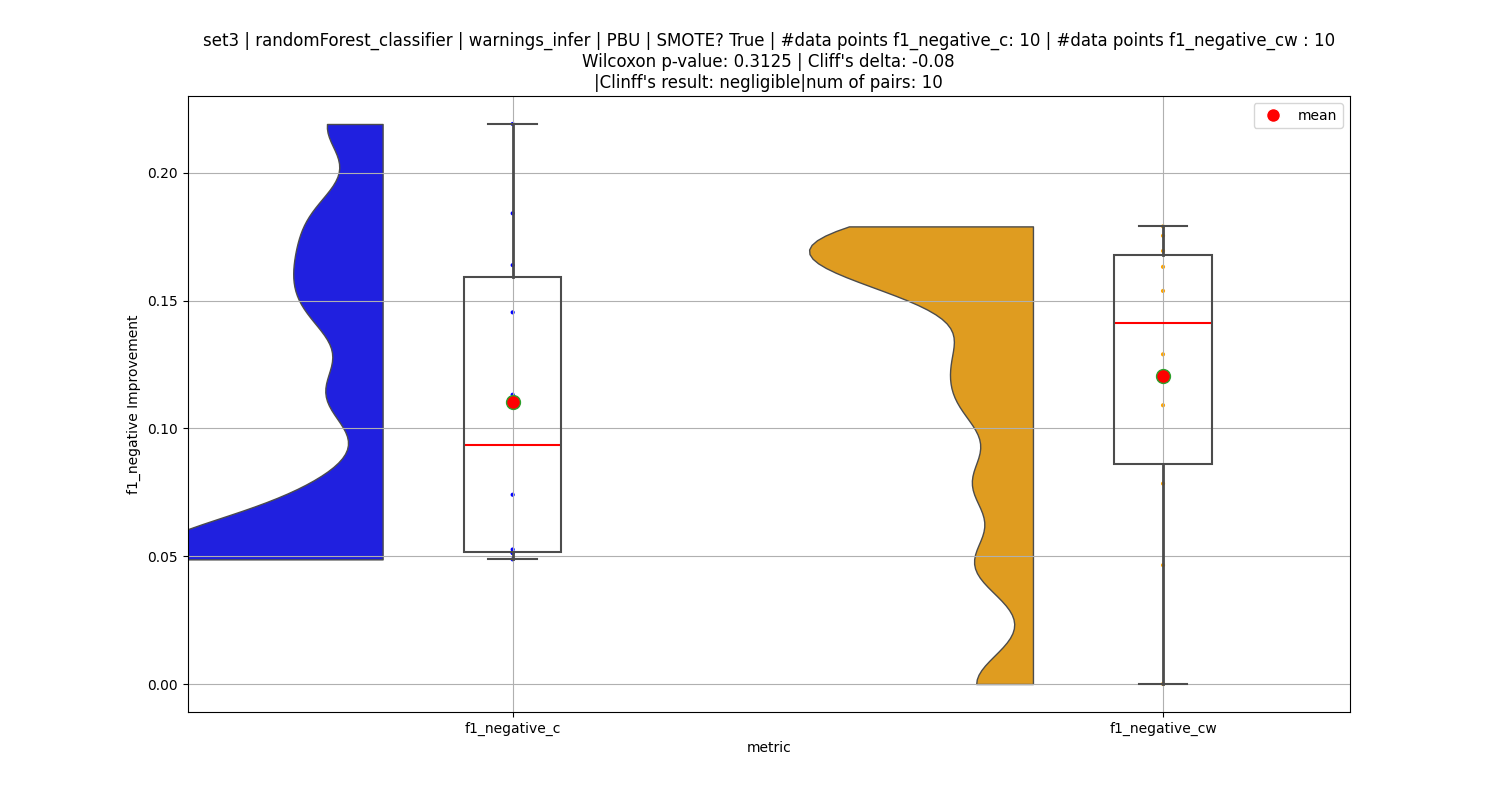 set3 | randomForest_classifier | warnings_infer | PBU | SMOTE? True | #data points f1_negative_c: 10 | #data points f1_negative_cw : 10
Wilcoxon p-value: 0.3125 | Cliff's delta: -0.08
|Clinff's result: negligible|num of pairs: 10
mean
0.20
0.15
0.10
0.05
0.00
f1_negative Improvement
f1_negative_c
f1_negative_cw
metric